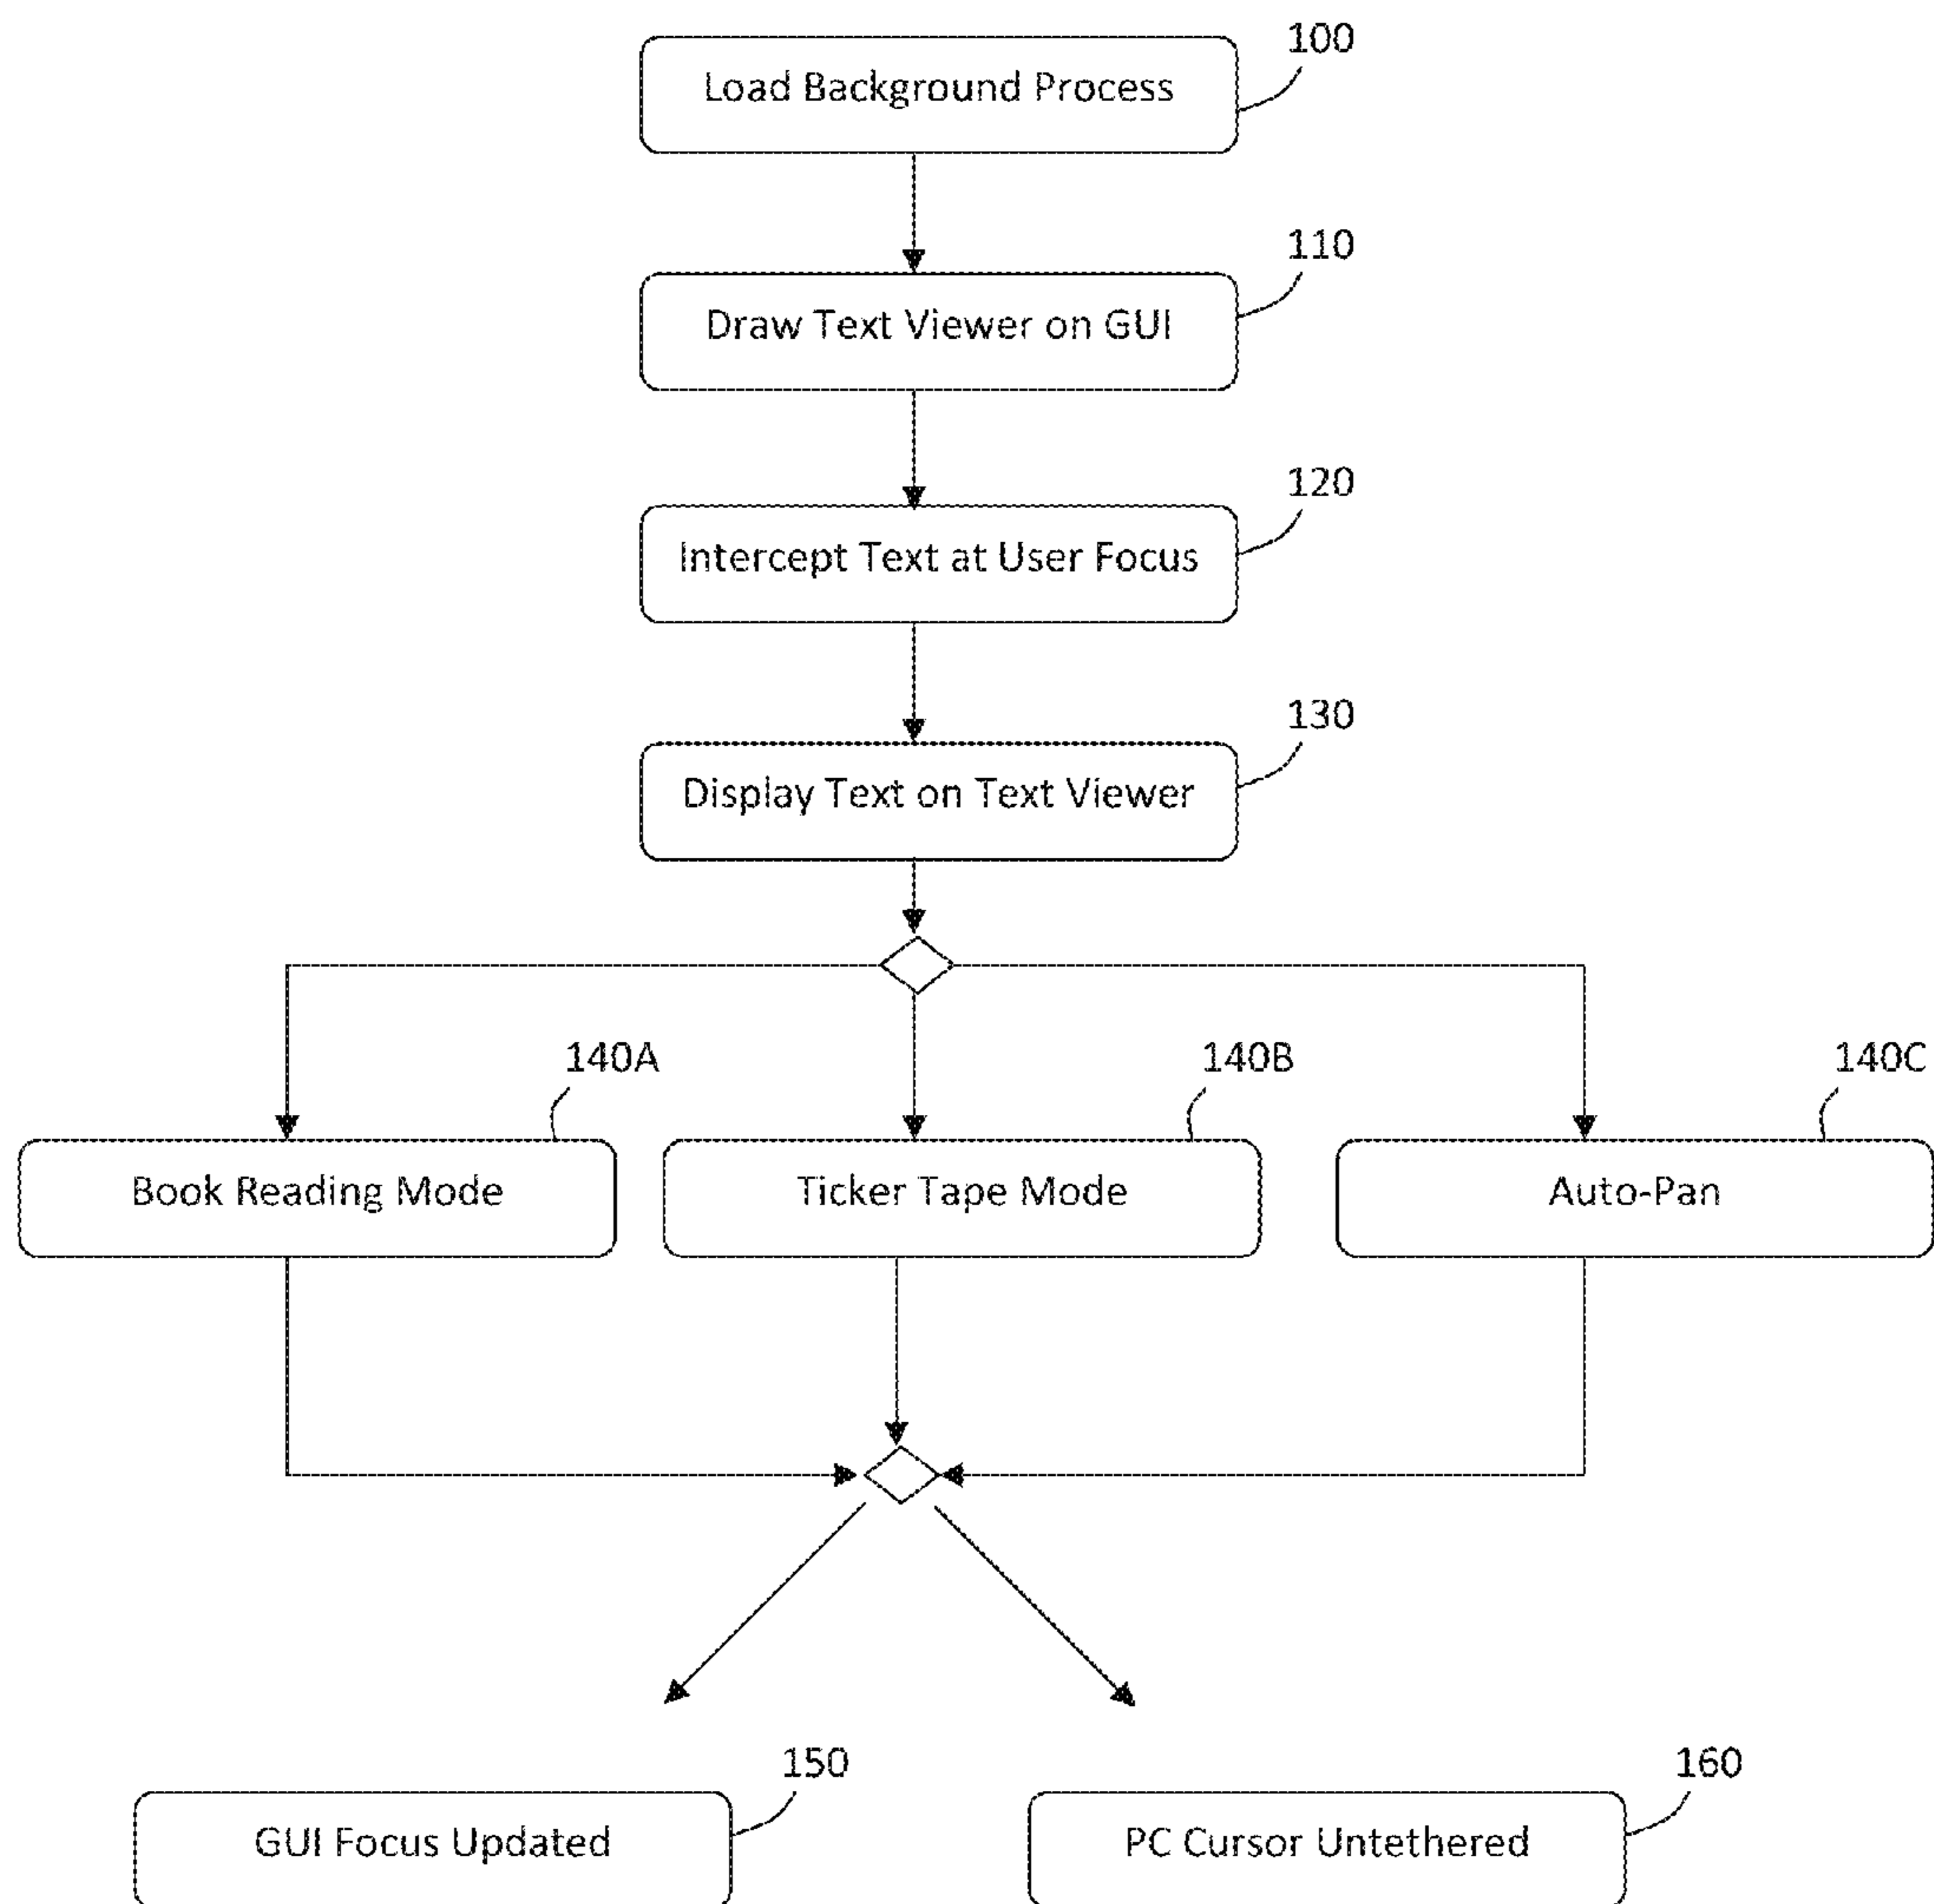 100
Load Background Process
110
Draw Text Viewer on GUI
120
Intercept Text at User Focus
130
Display Text on Text Viewer
140A
140B
140C
Book Reading Mode
Ticker Tape Mode
Auto-Pan
150
160
GUI Focus Updated
PC Cursor Untethered